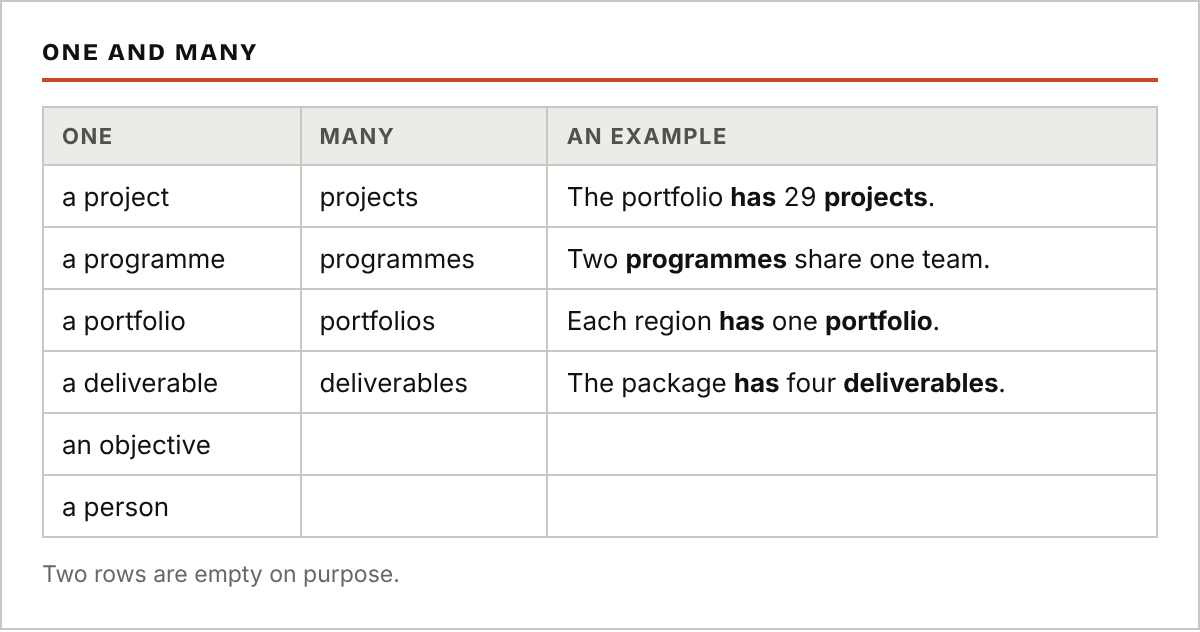 ONE AND MANY
ONE MANY AN EXAMPLE
a project projects The portfolio has 29 projects.
a programme programmes Two programmes share one team.
a portfolio portfolios Each region has one portfolio.
a deliverable deliverables The package has four deliverables.
an objective
a person
Two rows are empty on purpose.